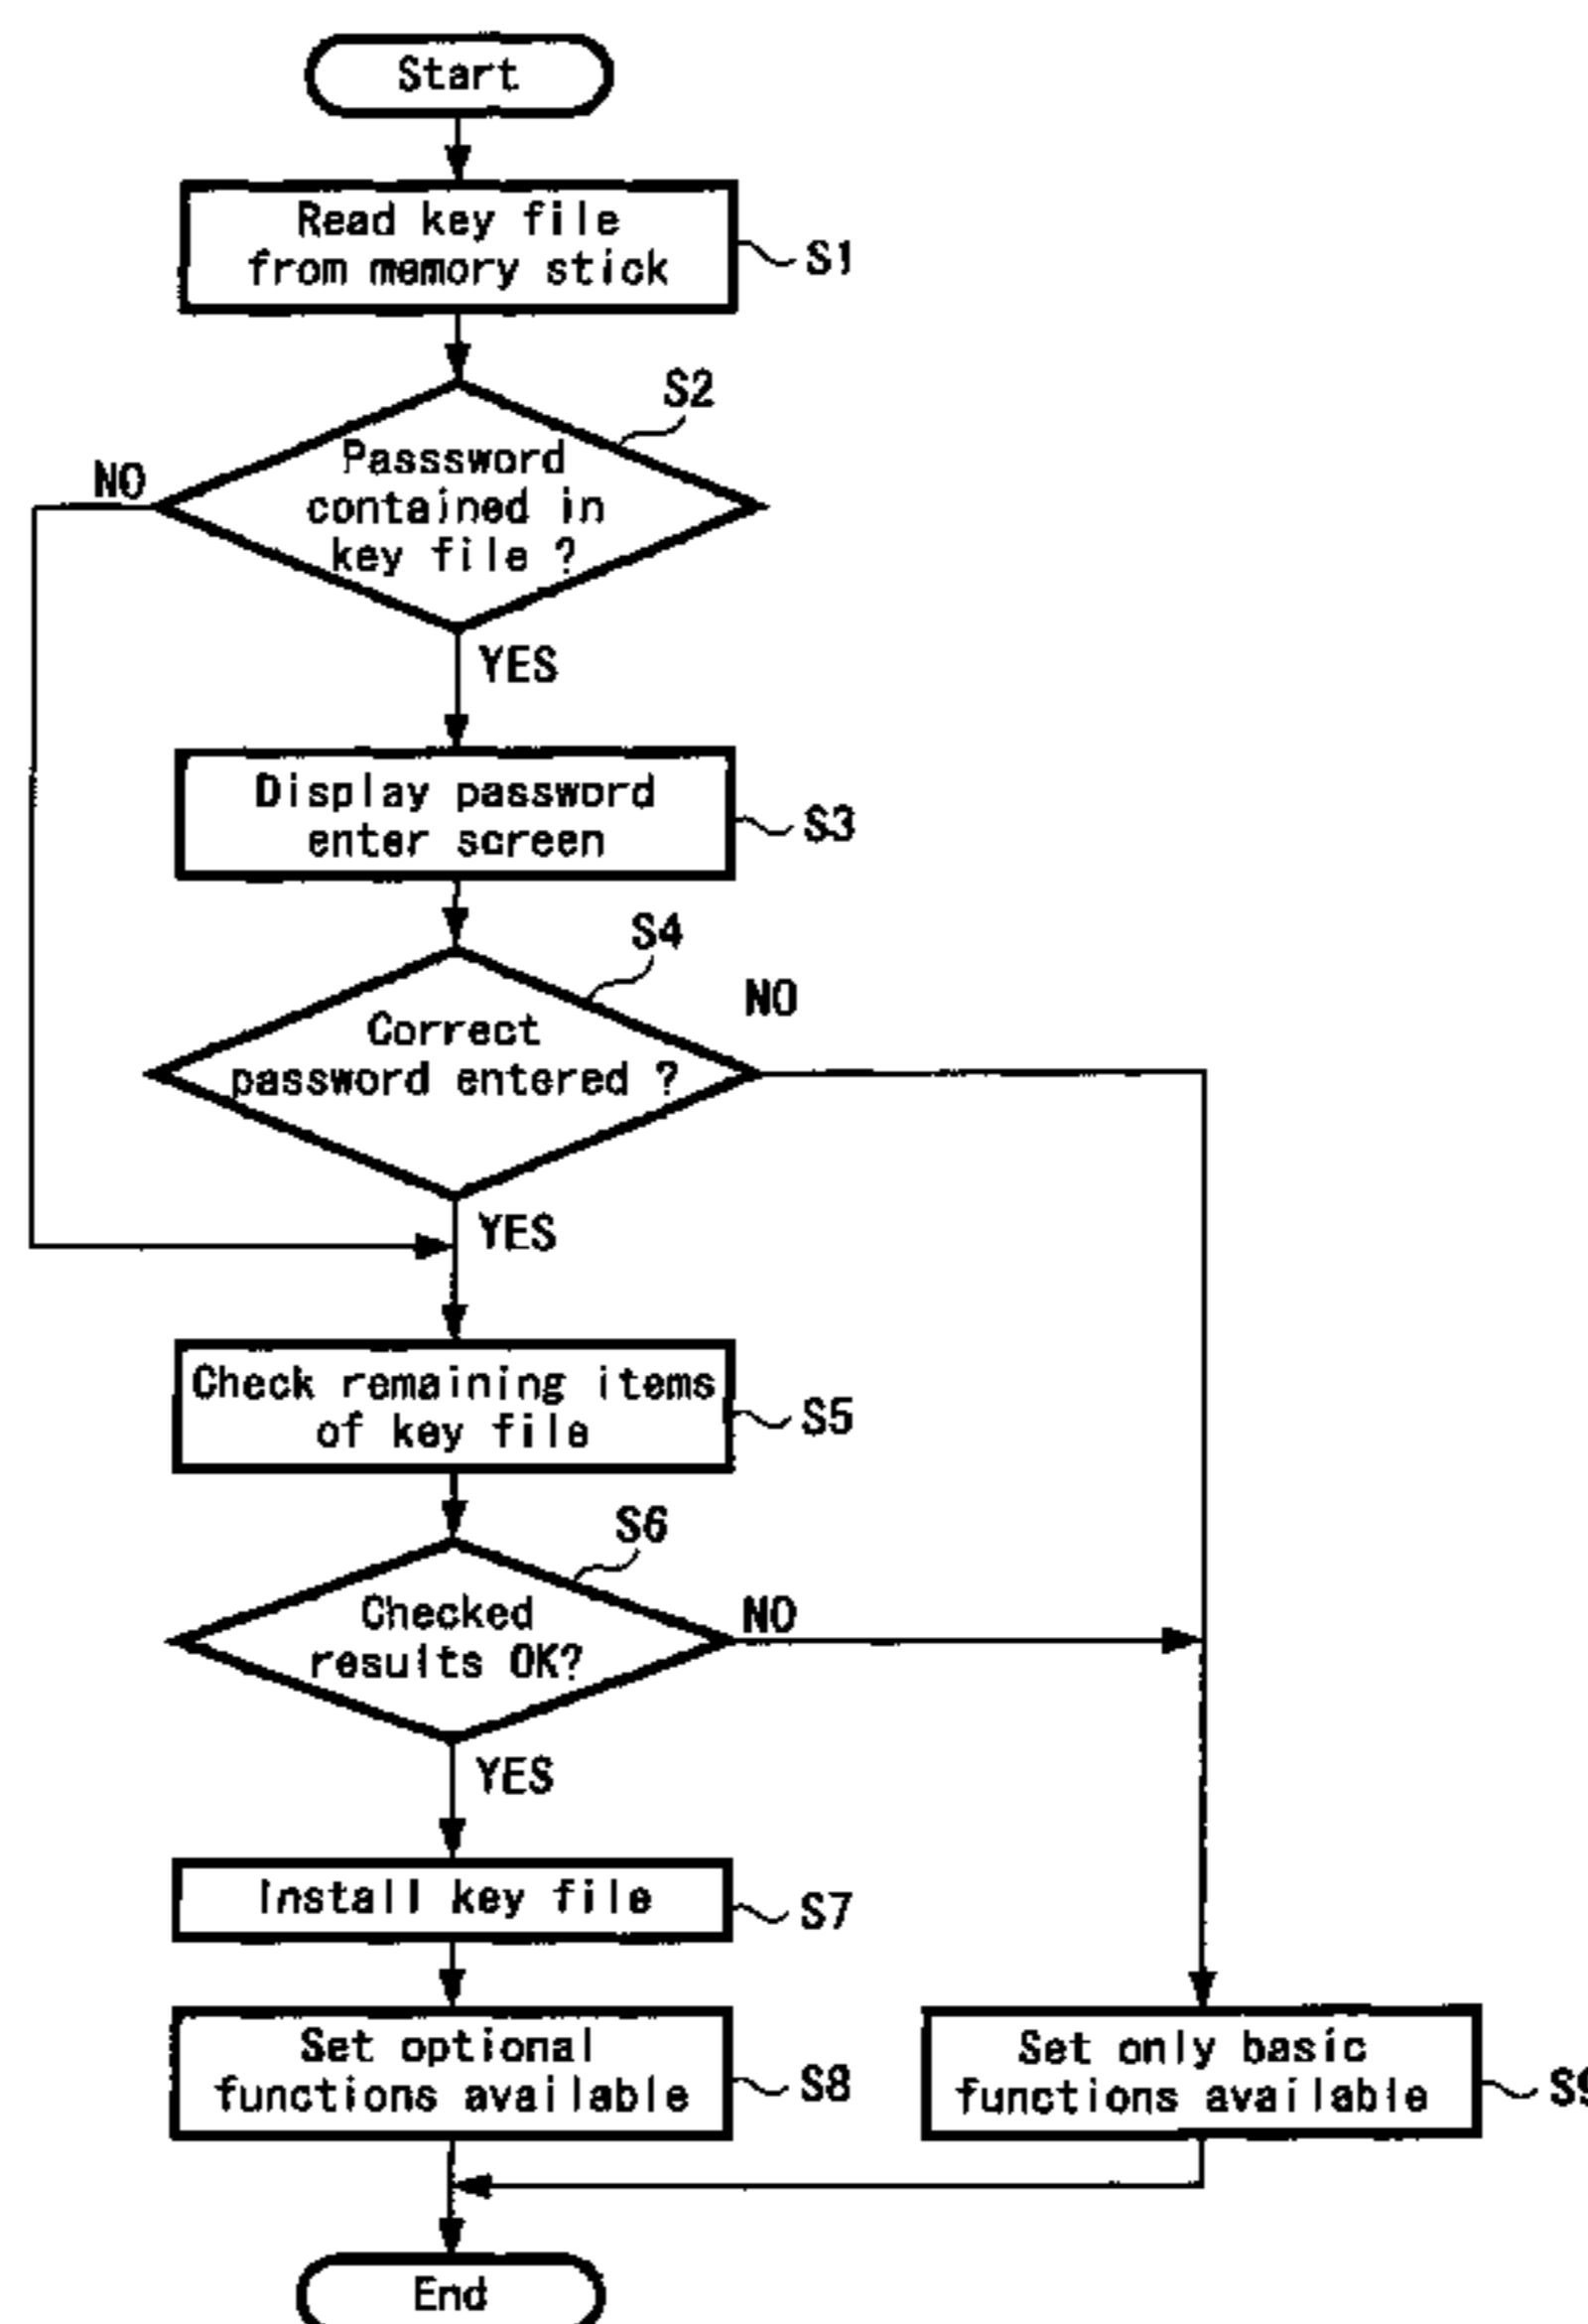 Start
Read key file
from memory stick
S1
S2
Passsword
contained in
key file ?
NO
YES
Display password
enter screen
S3
S4
NO
Correct
password entered ?
YES
Check remaining items
of key file
S5
S6
Checked
results OK?
NO
YES
Install key file
S7
Set optional
functions available
S8
Set only basic
functions available
S9
End